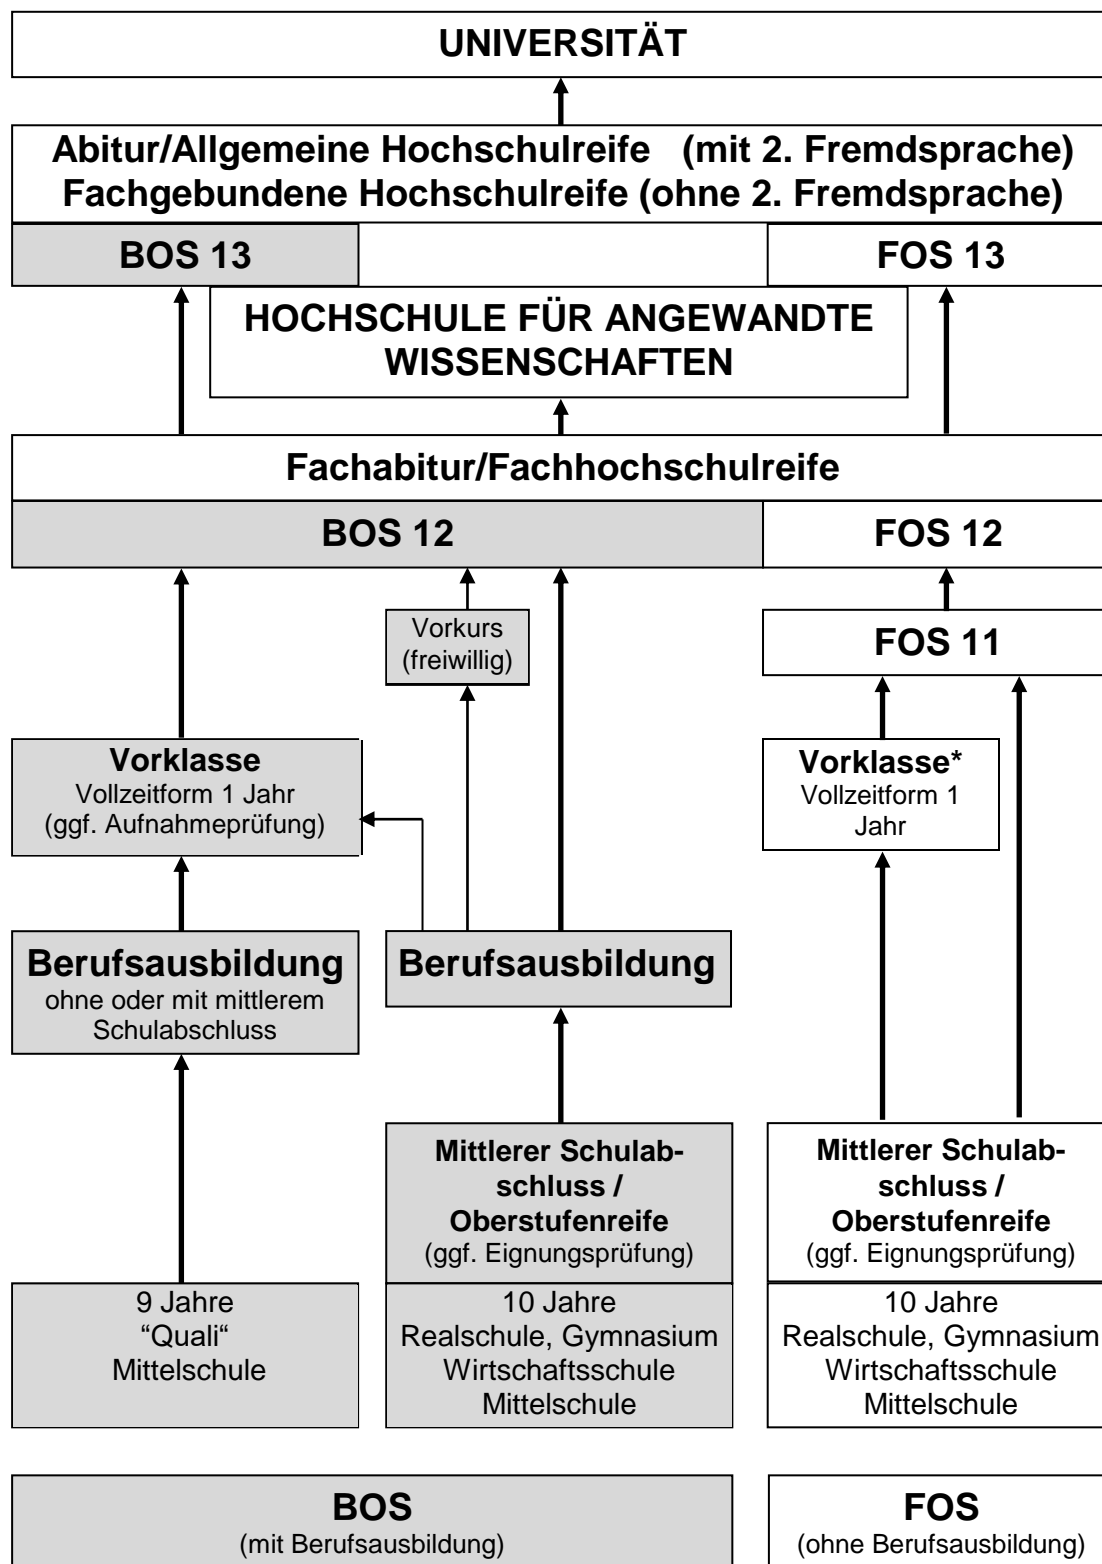 UNIVERSITÄT
Abitur/Allgemeine Hochschulreife (mit 2. Fremdsprache)
Fachgebundene Hochschulreife (ohne 2. Fremdsprache)
BOS 13
FOS 13
HOCHSCHULE FÜR ANGEWANDTE
WISSENSCHAFTEN
Fachabitur/Fachhochschulreife
BOS 12
FOS 12
Vorkurs
(freiwillig)
FOS 11
Vorklasse
Vollzeitform 1 Jahr
(ggf. Aufnahmeprüfung)
Vorklasse*
Vollzeitform 1
Jahr
Berufsausbildung
ohne oder mit mittlerem
Schulabschluss
Berufsausbildung
Mittlerer Schulab-
schluss /
Oberstufenreife
(ggf. Eignungsprüfung)
Mittlerer Schulab-
schluss /
Oberstufenreife
(ggf. Eignungsprüfung)
9 Jahre
“Quali“
Mittelschule
10 Jahre
Realschule, Gymnasium
Wirtschaftsschule
Mittelschule
10 Jahre
Realschule, Gymnasium
Wirtschaftsschule
Mittelschule
BOS
(mit Berufsausbildung)
FOS
(ohne Berufsausbildung)